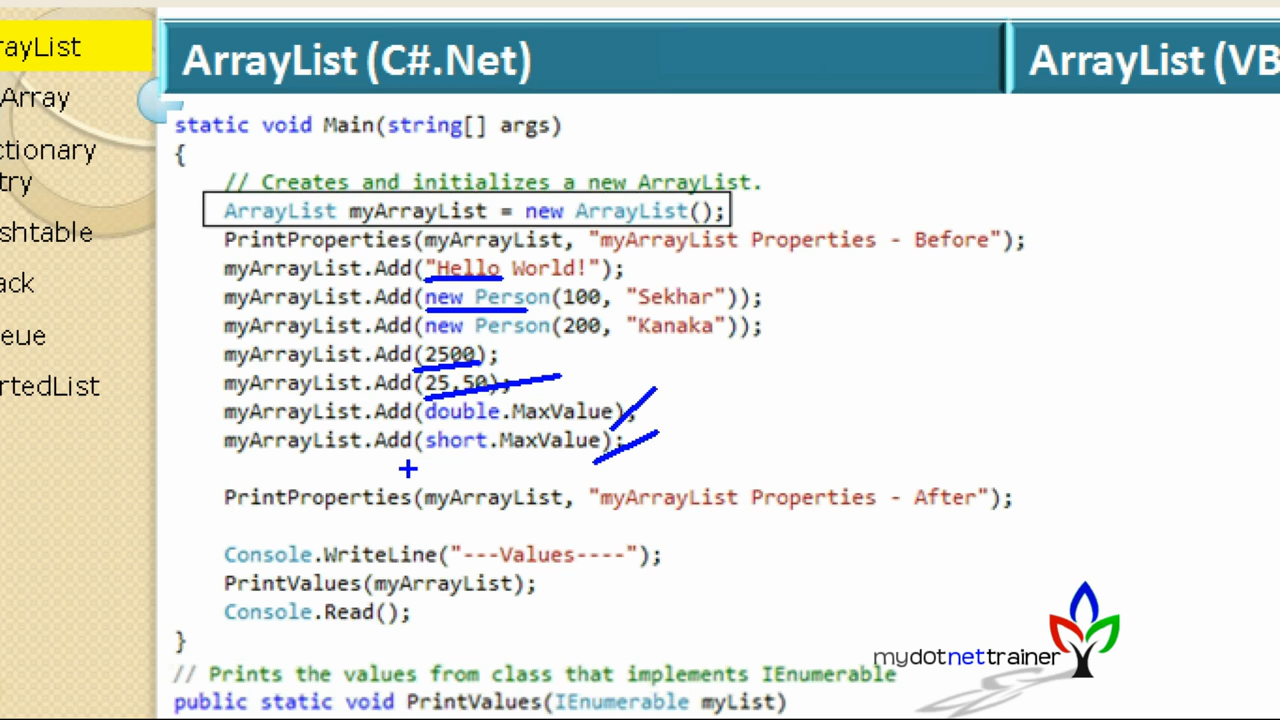 rayList
Array
ctionary
try
shtable
ack
eue
rtedList
ArrayList (C#.Net)
ArrayList (VB
static void Main(string[] args)
{
// Creates and initializes a new ArrayList.
ArrayList myArrayList = new ArrayList();
PrintProperties(myArrayList, "myArrayList Properties - Before");
myArrayList.Add("Hello World!");
myArrayList.Add(new Person(100, "Sekhar"));
myArrayList.Add(new Person(200, "Kanaka"));
myArrayList.Add(2500);
myArrayList.Add(25.50);
myArrayList.Add(double.MaxValue);
myArrayList.Add(short.MaxValue);
PrintProperties(myArrayList, "myArrayList Properties - After");
Console.WriteLine("---Values----");
PrintValues(myArrayList);
Console.Read();
}
// Prints the values from class that implements IEnumerable
public static void PrintValues(IEnumerable myList)
mydotnettrainer